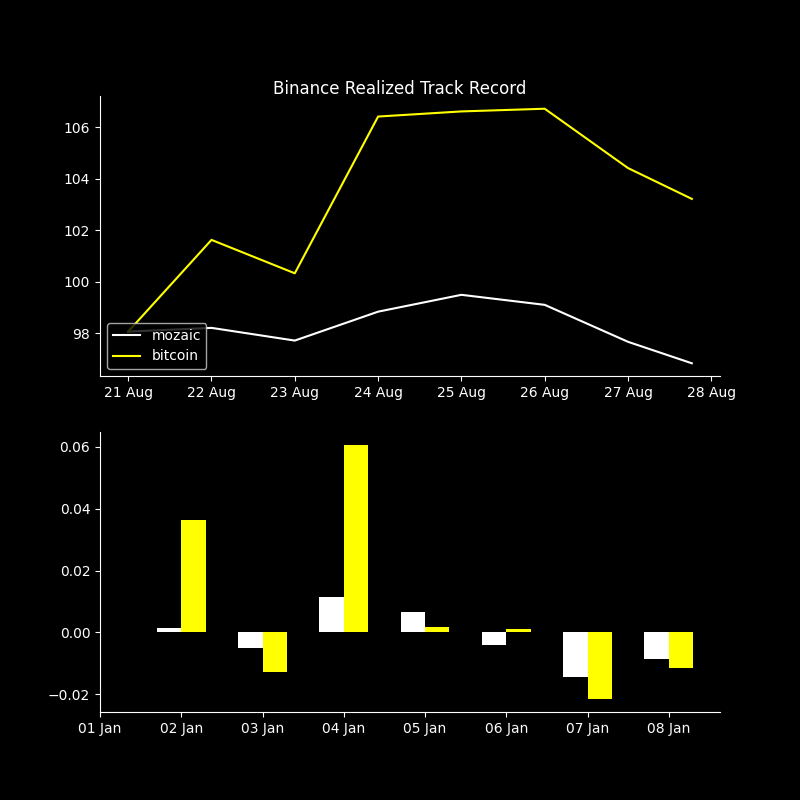 Binance Realized Track Record
106
104
102
100
98
mozaic
bitcoin
21 Aug 22 Aug 23 Aug 24 Aug 25 Aug 26 Aug 27 Aug 28 Aug
0.06
0.04
0.02
0.00
−0.02
01 Jan 02 Jan 03 Jan 04 Jan 05 Jan 06 Jan 07 Jan 08 Jan